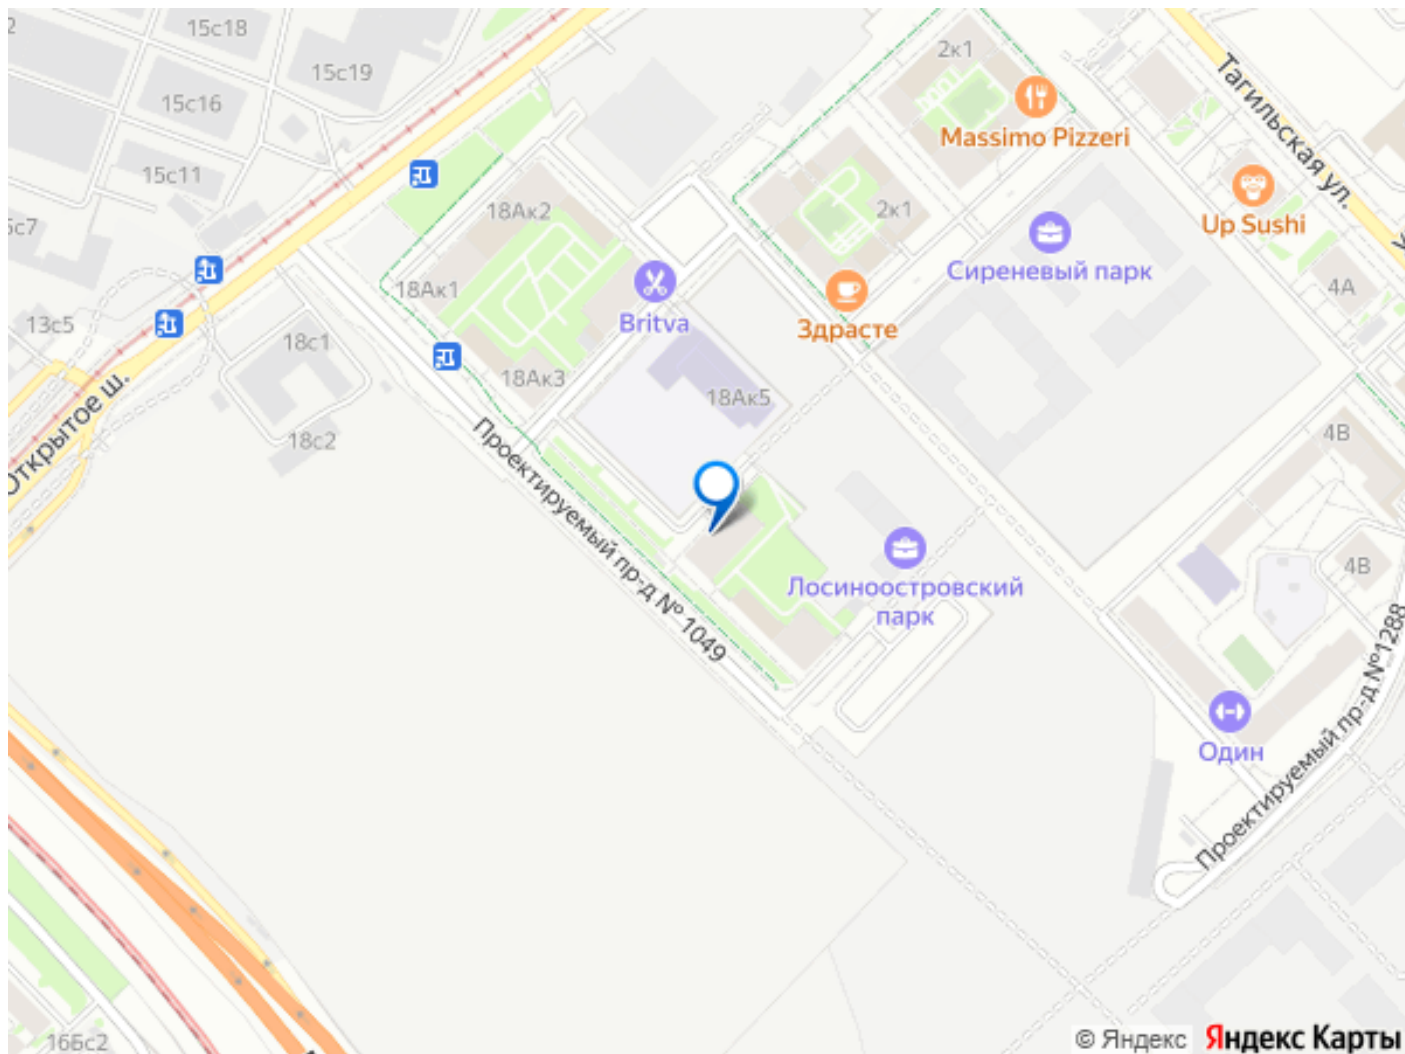 15с18
2к1
15с19
15с16
Massimo Pizzeri
Тагильская ул.
15с11
18Ак2
2к1
Up Sushi
Сиреневый парк
18Ак1
4А
Britva
Здрасте
13с5
18с1
18Ак3
18Ак5
Открытое ш.
18с2
4В
Проектируемый пр-д № 1049
4В
Лосиноостровский
парк
Один
Проектируемый пр-д №1288
16Бс2
© Яндекс
Яндекс Карты